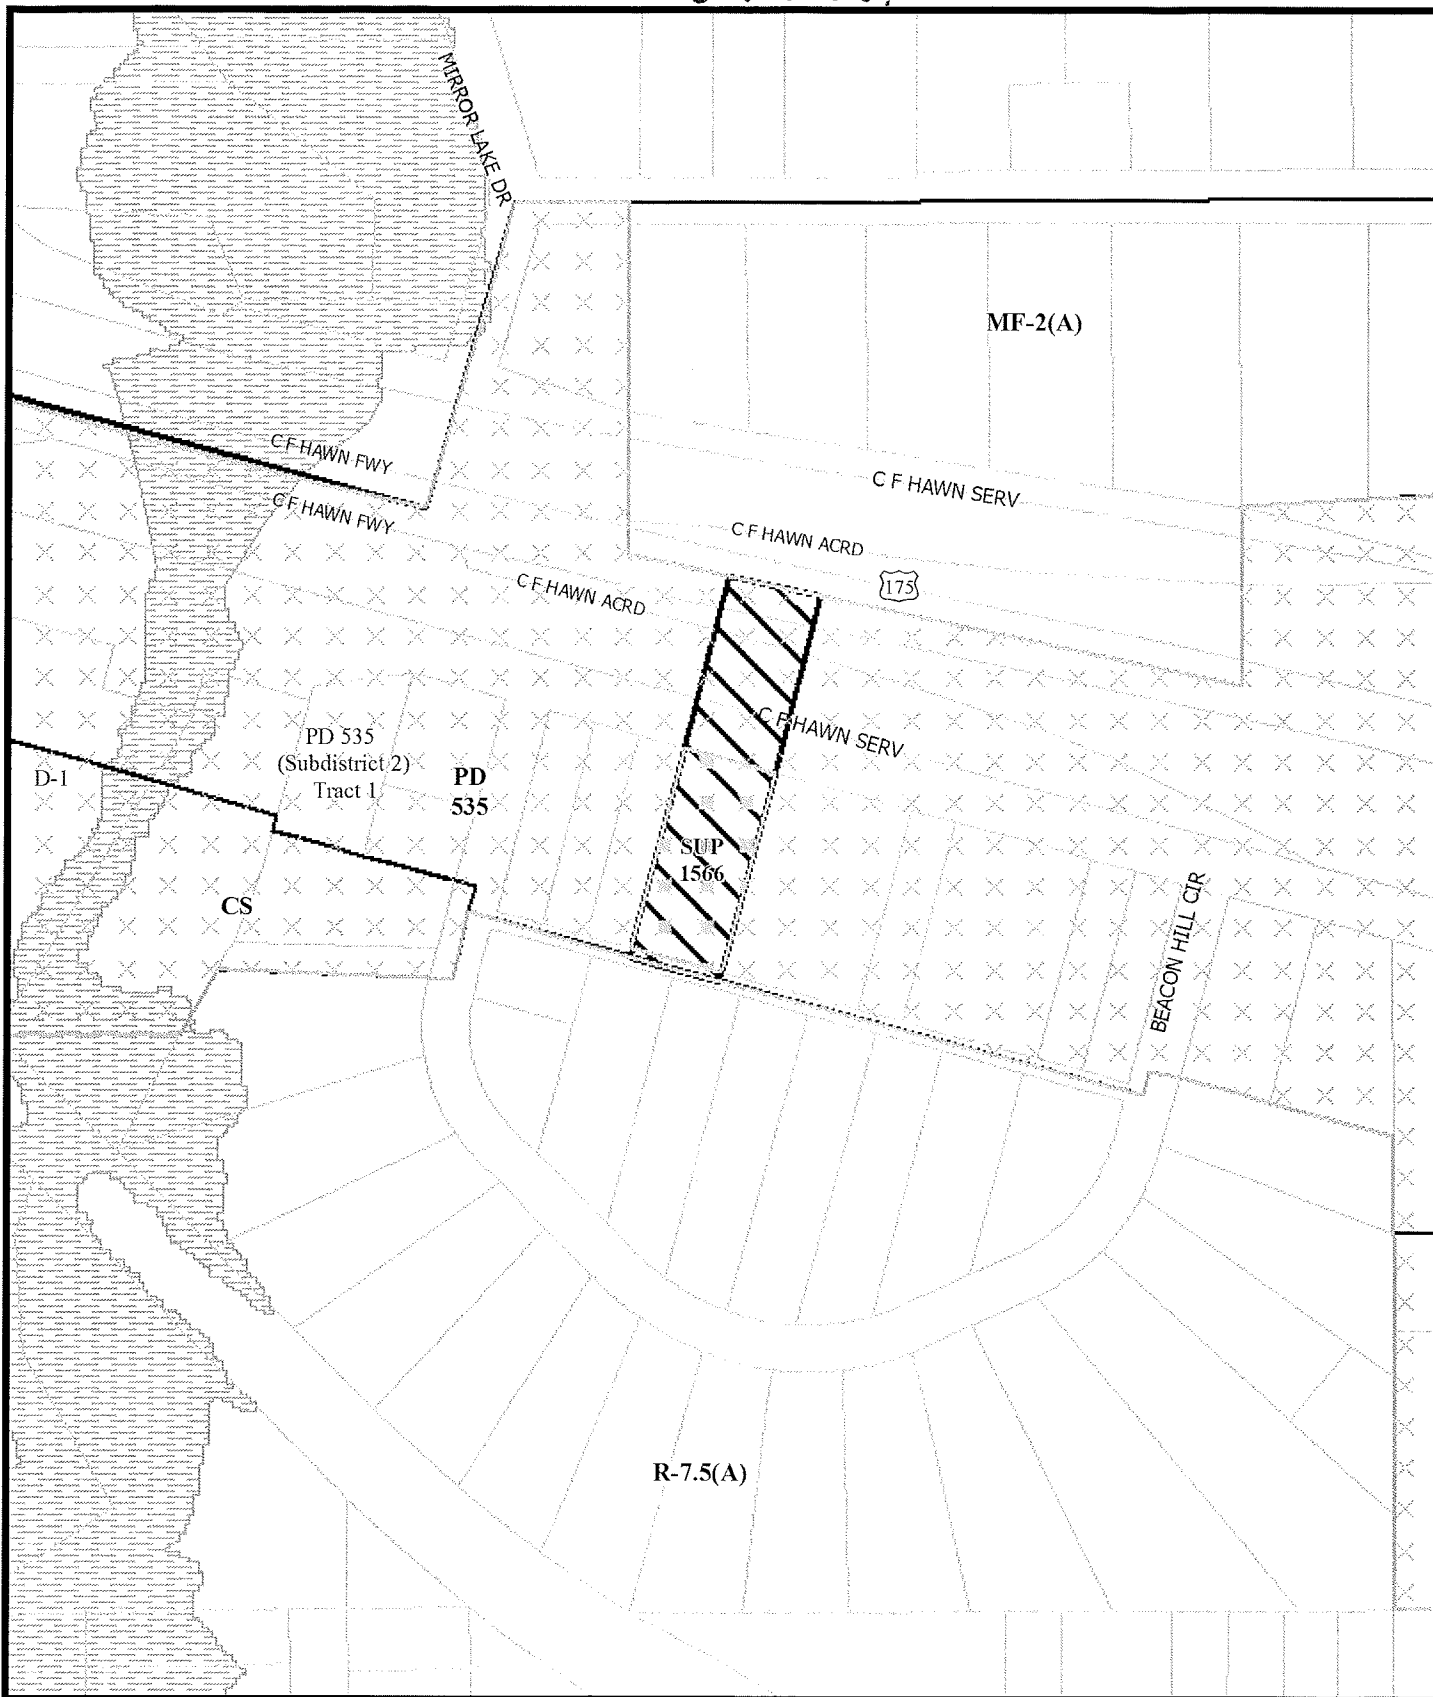 MIRROR LAKE DR
MF-2(A)
C F HAWN FWY
C F HAWN SERV
C F HAWN FWY
C F HAWN ACRD
175
C F HAWN ACRD
C F HAWN SERV
PD 535
(Subdistrict 2)
Tract 1
PD
535
D-1
SUP
1566
CS
BEACON HILL CIR
R-7.5(A)